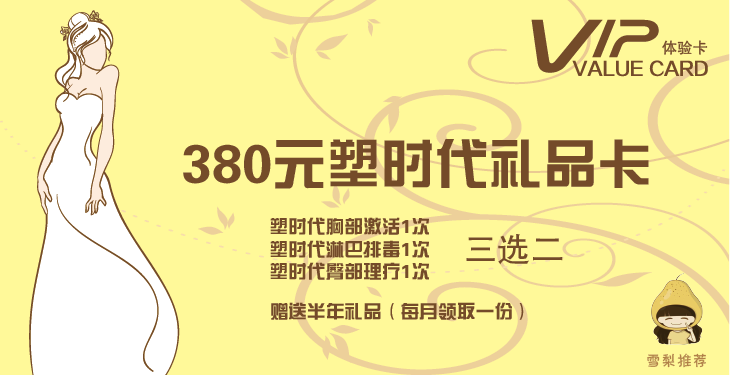 VIP 体验卡
VALUE CARD
380元塑时代礼品卡
塑时代胸部激活1次
塑时代淋巴排毒1次
塑时代臀部理疗1次
三选二
赠送半年礼品（每月领取一份）
雪梨推荐